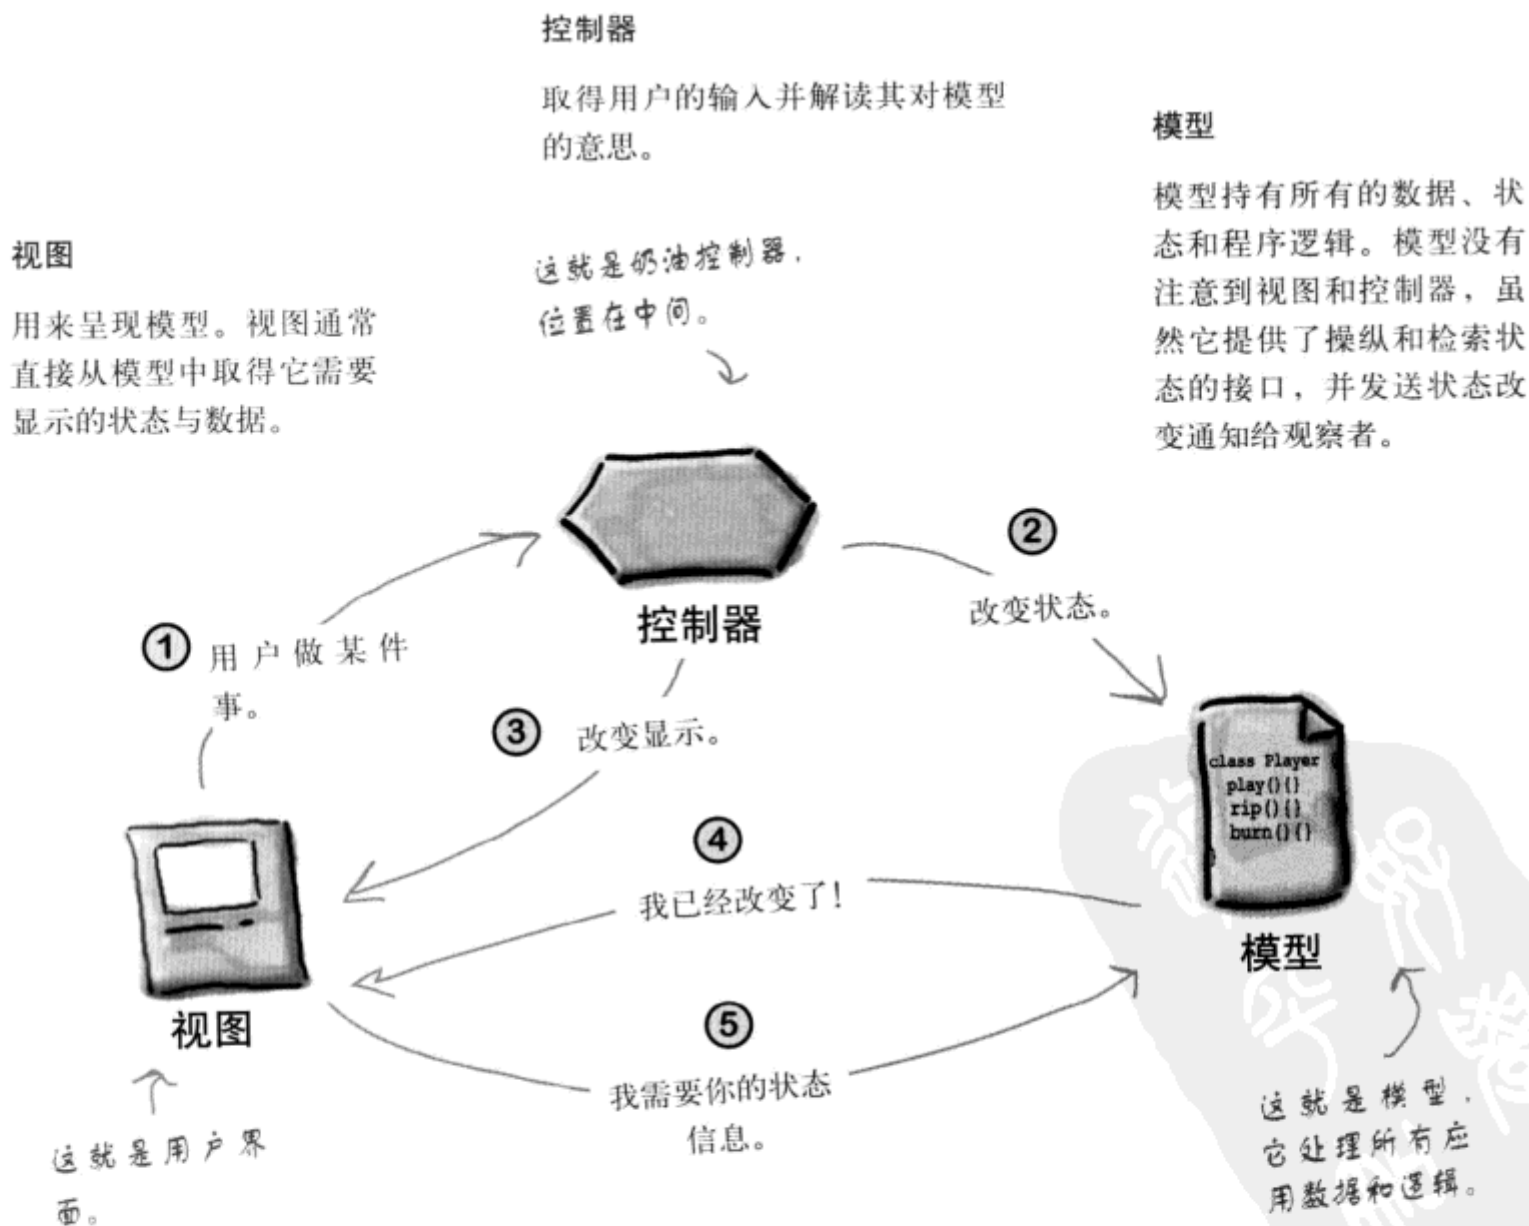 控制器
取得用户的输入并解读其对模型
的意思。
模型
模型持有所有的数据、状
态和程序逻辑。模型没有
注意到视图和控制器，虽
然它提供了操纵和检索状
态的接口，并发送状态改
变通知给观察者。
视图
用来呈现模型。视图通常
直接从模型中取得它需要
显示的状态与数据。
这就是奶油控制器，
位置在中间。
控制器
①
用户做某件
事。
②
改变状态。
③
改变显示。
class Player {
play(){}
rip(){}
burn(){}
}
模型
④
我已经改变了！
视图
⑤
我需要你的状态
信息。
这就是用户界
面。
这就是模型，
它处理所有应
用数据和逻辑。